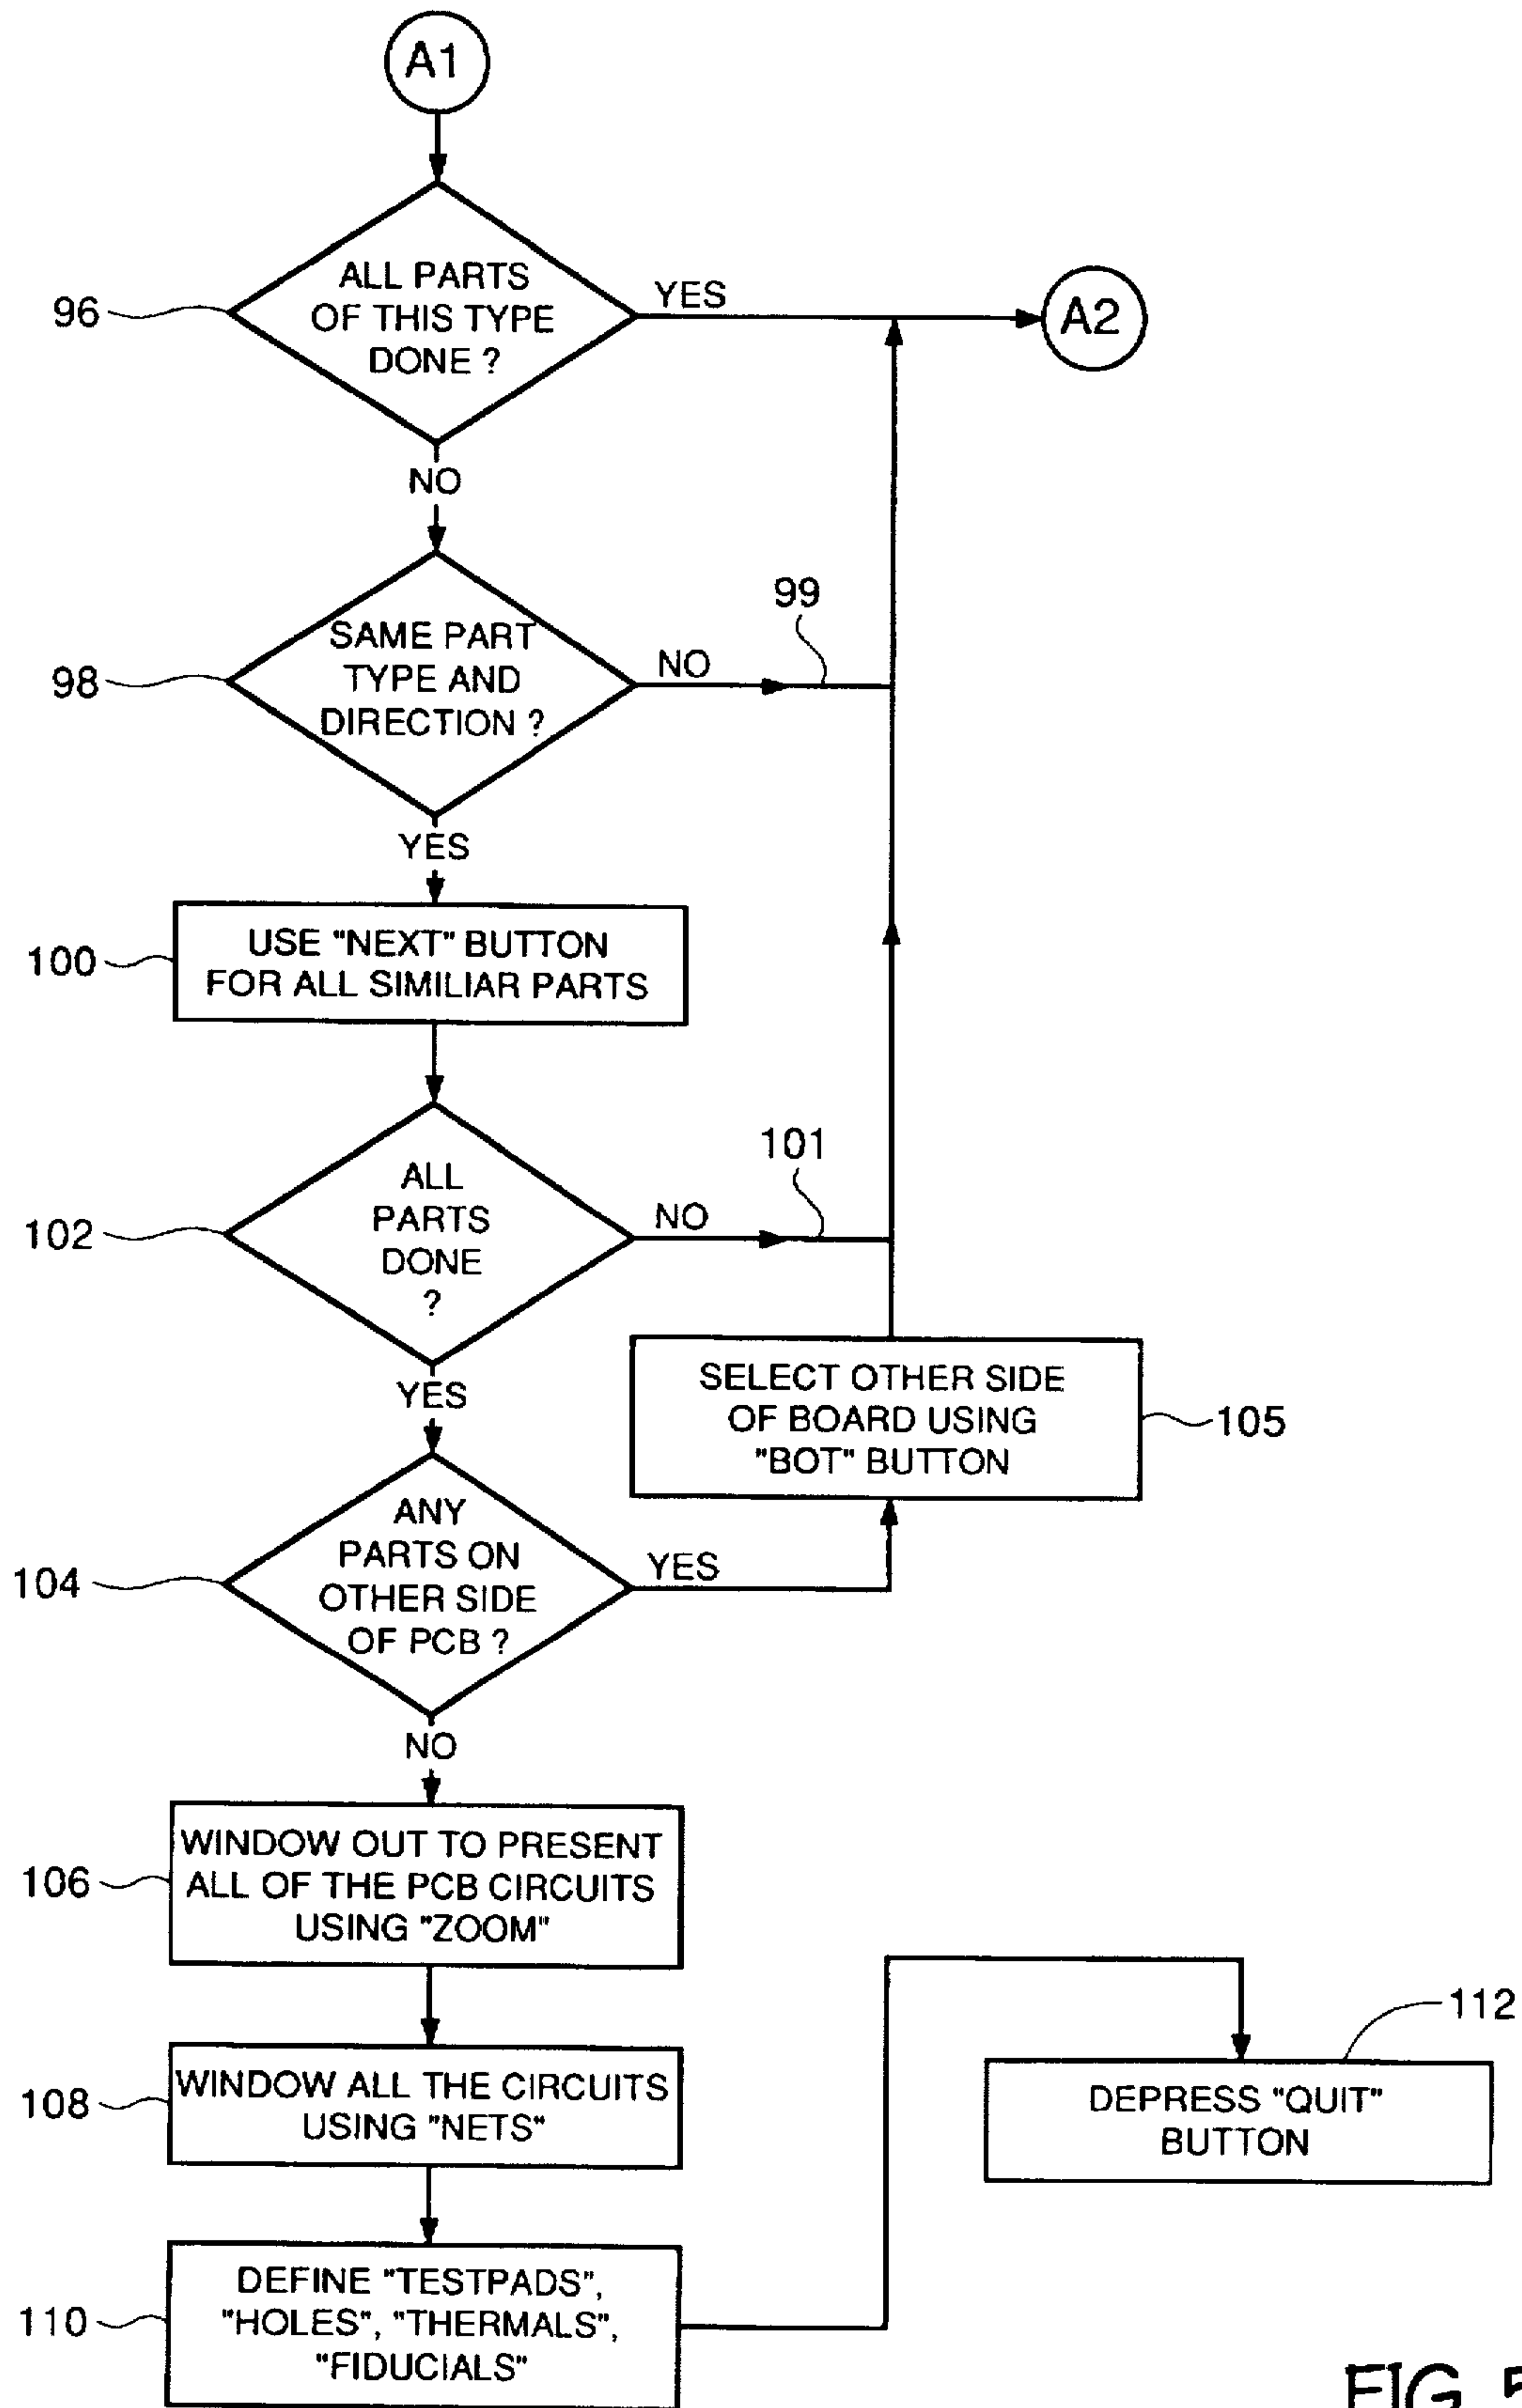 A1
96
ALL PARTS
OF THIS TYPE
DONE ?
YES
A2
NO
98
SAME PART
TYPE AND
DIRECTION ?
NO
99
YES
100
USE "NEXT" BUTTON
FOR ALL SIMILIAR PARTS
102
ALL
PARTS
DONE
?
NO
101
YES
SELECT OTHER SIDE
OF BOARD USING
"BOT" BUTTON
105
104
ANY
PARTS ON
OTHER SIDE
OF PCB ?
YES
NO
106
WINDOW OUT TO PRESENT
ALL OF THE PCB CIRCUITS
USING "ZOOM"
108
WINDOW ALL THE CIRCUITS
USING "NETS"
110
DEFINE "TESTPADS",
"HOLES", "THERMALS",
"FIDUCIALS"
112
DEPRESS "QUIT"
BUTTON
FIG. 5